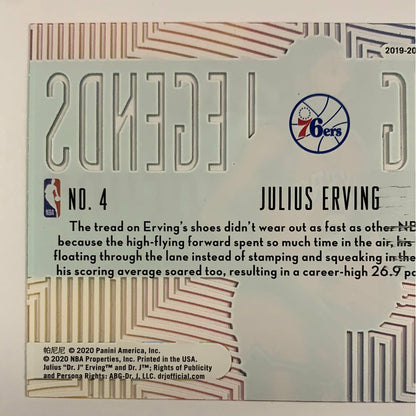 2019-20
LEGENDS
76ers
NBA
NO. 4
JULIUS ERVING
The tread on Erving's shoes didn't wear out as fast as other NB
because the high-flying forward spent so much time in the air, his
floating through the lane instead of stamping and squeaking in the
his scoring average soared too, resulting in a career-high 26.9 po
帕尼尼 © 2020 Panini America, Inc.
© 2020 NBA Properties, Inc. Printed in the USA.
Julius "Dr. J" Erving™ and Dr. J™; Rights of Publicity
and Persona Rights: ABG-Dr. J, LLC. drjofficial.com